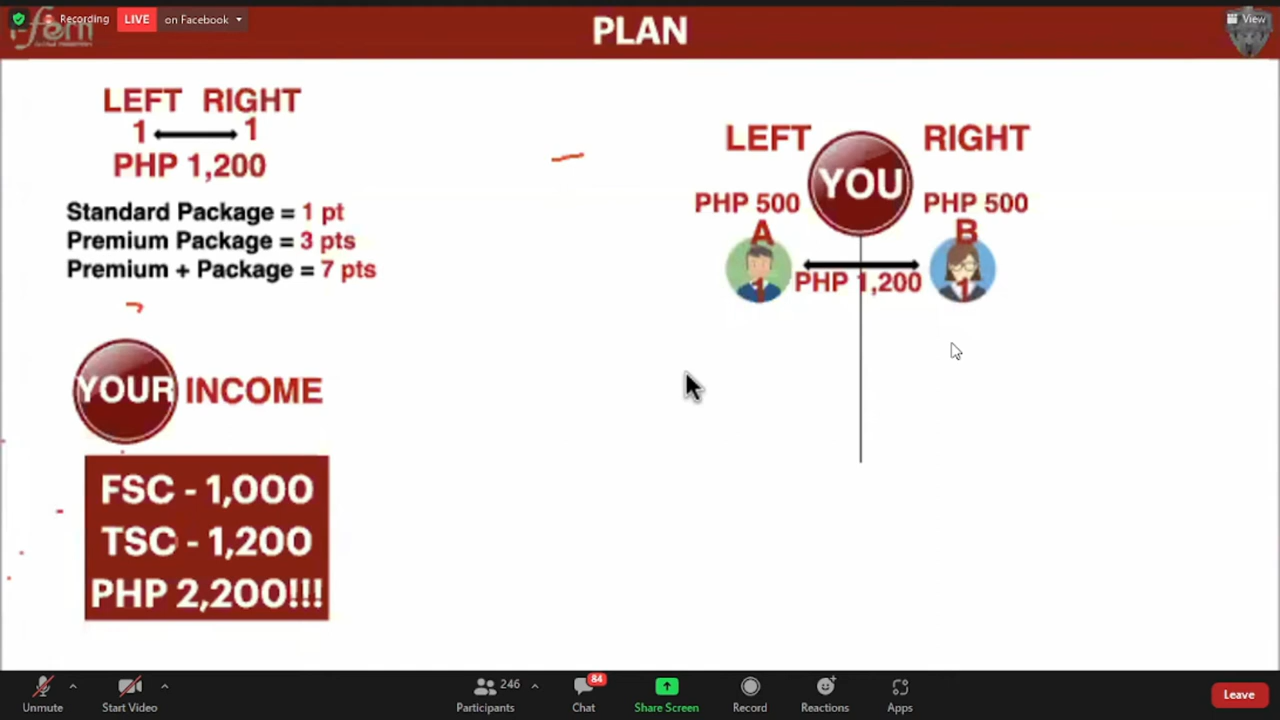 Recording LIVE on Facebook
i-fern
PLAN
View
LEFT RIGHT
1 1
PHP 1,200
Standard Package = 1 pt
Premium Package = 3 pts
Premium + Package = 7 pts
YOUR INCOME
FSC - 1,000
TSC - 1,200
PHP 2,200!!!
LEFT YOU RIGHT
PHP 500 PHP 500
A B
1 PHP 1,200 1
246 84
Unmute Start Video Participants Chat Share Screen Record Reactions Apps Leave